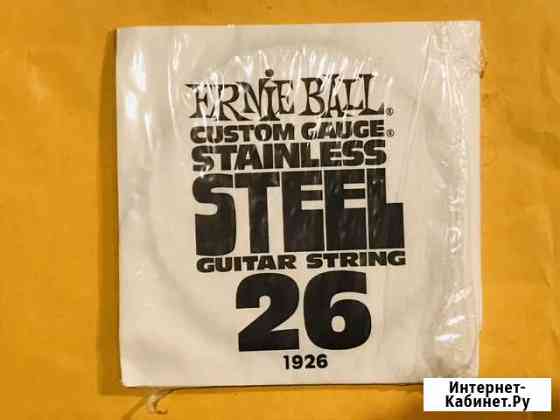 ERNIE BALL®
CUSTOM GAUGE®
STAINLESS
STEEL
GUITAR STRING
26
1926
Интернет-
Кабинет.Ру